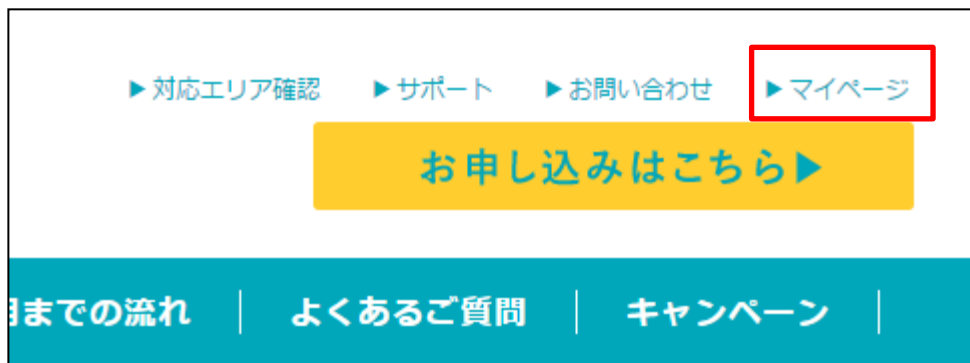 ▶対応エリア確認 ▶サポート ▶お問い合わせ ▶マイページ
お申し込みはこちら▶
までの流れ よくあるご質問 キャンペーン